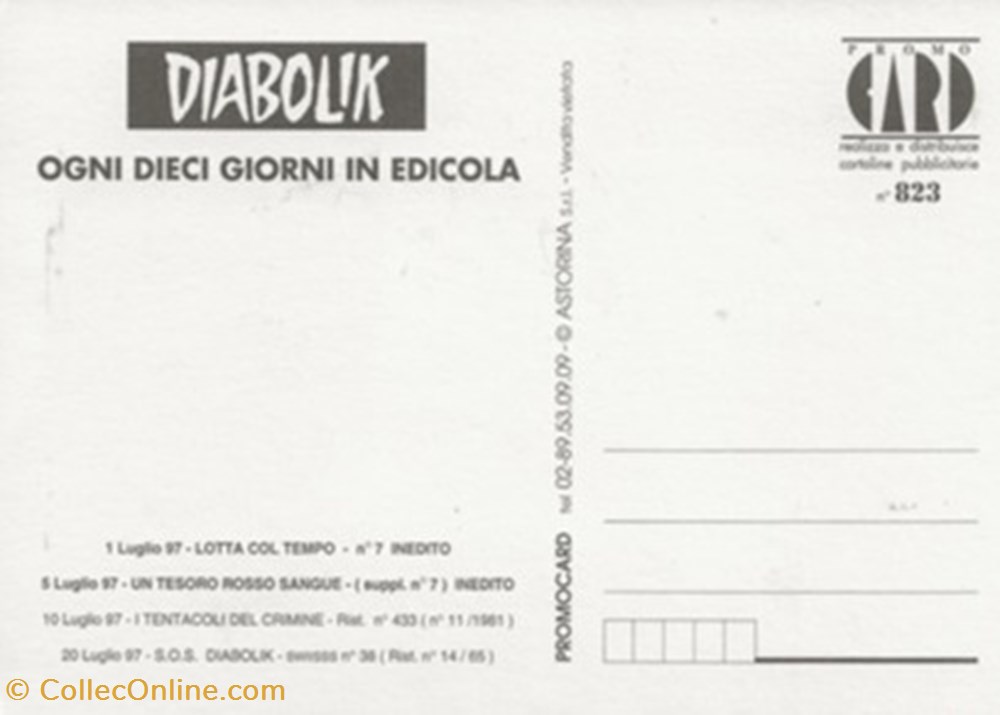 DIABOLIK
OGNI DIECI GIORNI IN EDICOLA
1 Luglio 97 - LOTTA COL TEMPO - n° 7 INEDITO
5 Luglio 97 - UN TESORO ROSSO SANGUE - ( suppl. n° 7 ) INEDITO
10 Luglio 97 - I TENTACOLI DEL CRIMINE - Rist. n° 433 ( n° 11 /1981 )
20 Luglio 97 - S.O.S. DIABOLIK - swisss n° 38 ( Rist. n° 14 / 65 )
PROMOCARD tel 02-89.53.09.09 - © ASTORINA s.r.l. - Vendita vietata
PROMO
CARD
realizza e distribuisce
cartoline pubblicitarie
n° 823
© CollecOnline.com